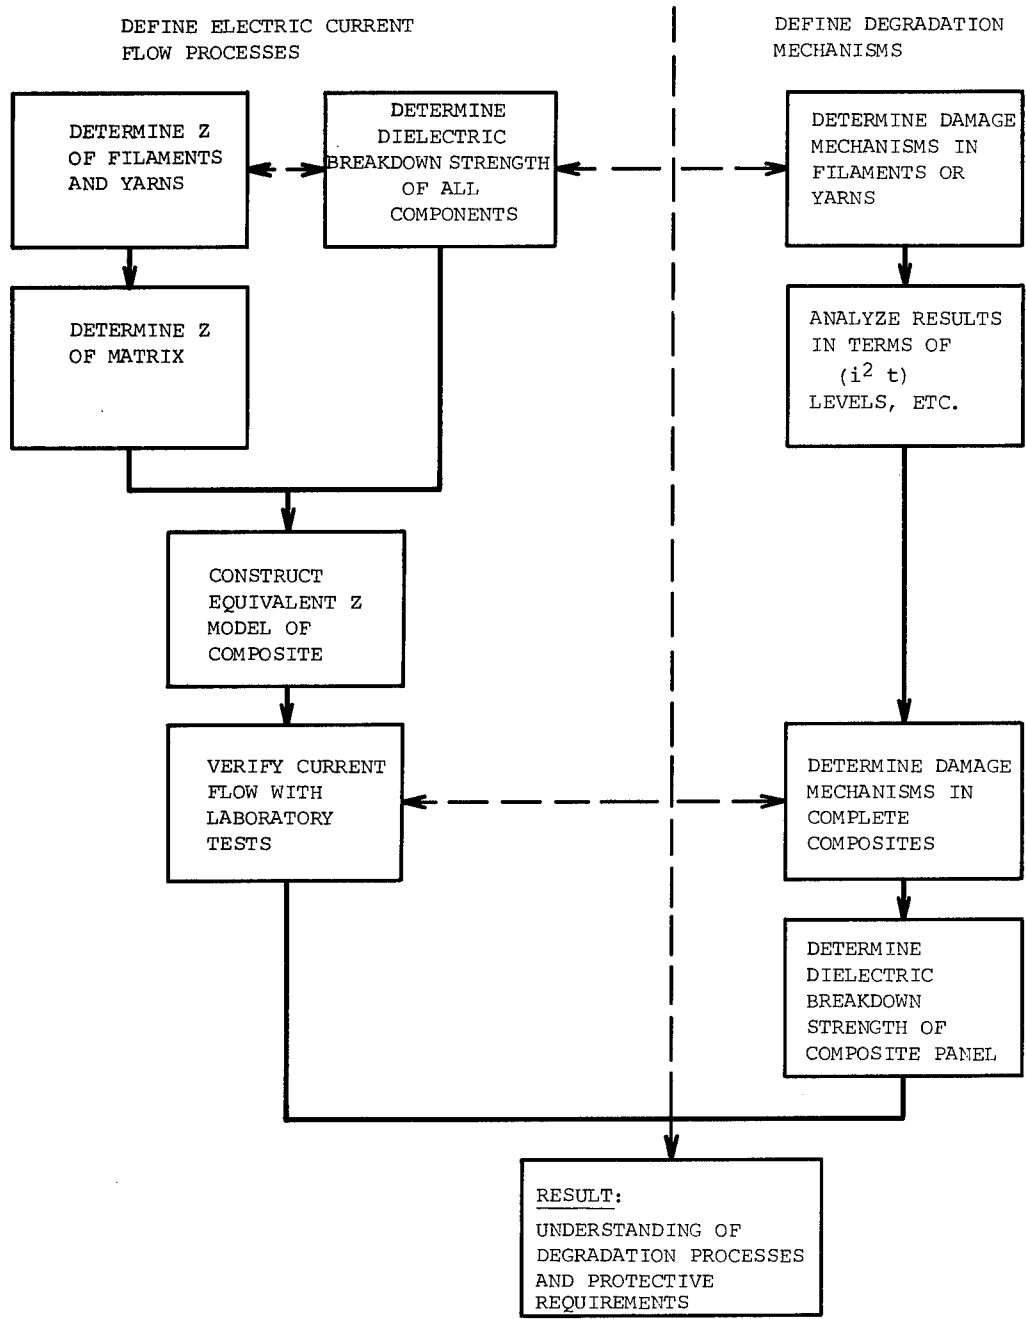 DEFINE ELECTRIC CURRENT
FLOW PROCESSES
DEFINE DEGRADATION
MECHANISMS
DETERMINE Z
OF FILAMENTS
AND YARNS
DETERMINE
DIELECTRIC
BREAKDOWN STRENGTH
OF ALL
COMPONENTS
DETERMINE DAMAGE
MECHANISMS IN
FILAMENTS OR
YARNS
DETERMINE Z
OF MATRIX
ANALYZE RESULTS
IN TERMS OF
(i² t)
LEVELS, ETC.
CONSTRUCT
EQUIVALENT Z
MODEL OF
COMPOSITE
VERIFY CURRENT
FLOW WITH
LABORATORY
TESTS
DETERMINE DAMAGE
MECHANISMS IN
COMPLETE
COMPOSITES
DETERMINE
DIELECTRIC
BREAKDOWN
STRENGTH OF
COMPOSITE PANEL
RESULT:
UNDERSTANDING OF
DEGRADATION PROCESSES
AND PROTECTIVE
REQUIREMENTS